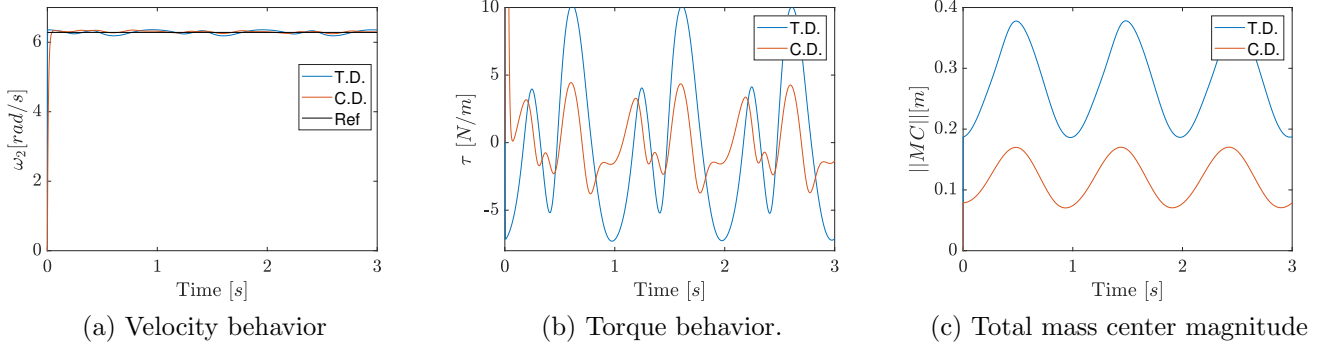 6
4
2
0
ω₂[rad/s]
T.D.
C.D.
Ref
0
1
2
3
Time [s]
(a) Velocity behavior
10
5
0
-5
τ [N/m]
T.D.
C.D.
0
1
2
3
Time [s]
(b) Torque behavior.
0.4
0.3
0.2
0.1
0
||MC||[m]
T.D.
C.D.
0
1
2
3
Time [s]
(c) Total mass center magnitude